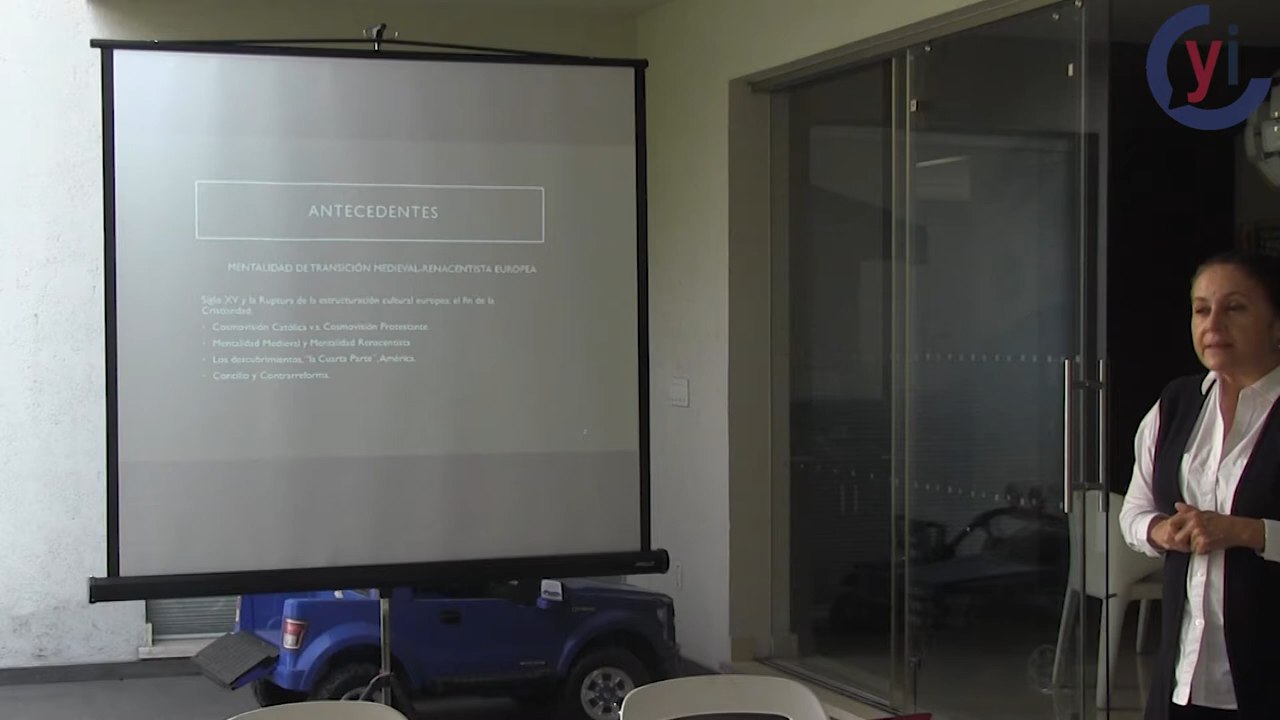 yi
ANTECEDENTES
MENTALIDAD DE TRANSICIÓN MEDIEVAL-RENACENTISTA EUROPEA
Siglo XV y la Ruptura de la estructuración cultural europea: el fin de la
Cristiandad.
• Cosmovisión Católica v.s. Cosmovisión Protestante.
• Mentalidad Medieval y Mentalidad Renacentista
• Los descubrimientos, "la Cuarta Parte". América.
• Concilio y Contrarreforma.